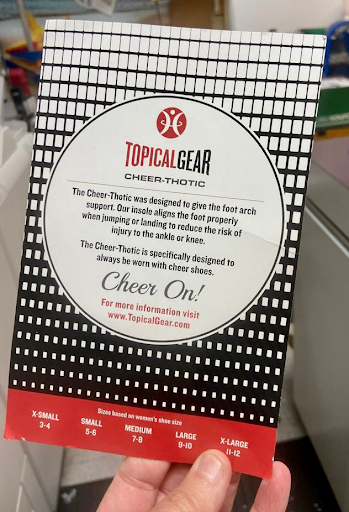 TOPICALGEAR
CHEER-THOTIC
The Cheer-Thotic was designed to give the foot arch
support. Our insole aligns the foot properly
when jumping or landing to reduce the risk of
injury to the ankle or knee.
The Cheer-Thotic is specifically designed to
always be worn with cheer shoes.
Cheer On!
For more information visit
www.TopicalGear.com
Sizes based on women's shoe size
X-SMALL
3-4
SMALL
5-6
MEDIUM
7-8
LARGE
9-10
X-LARGE
11-12